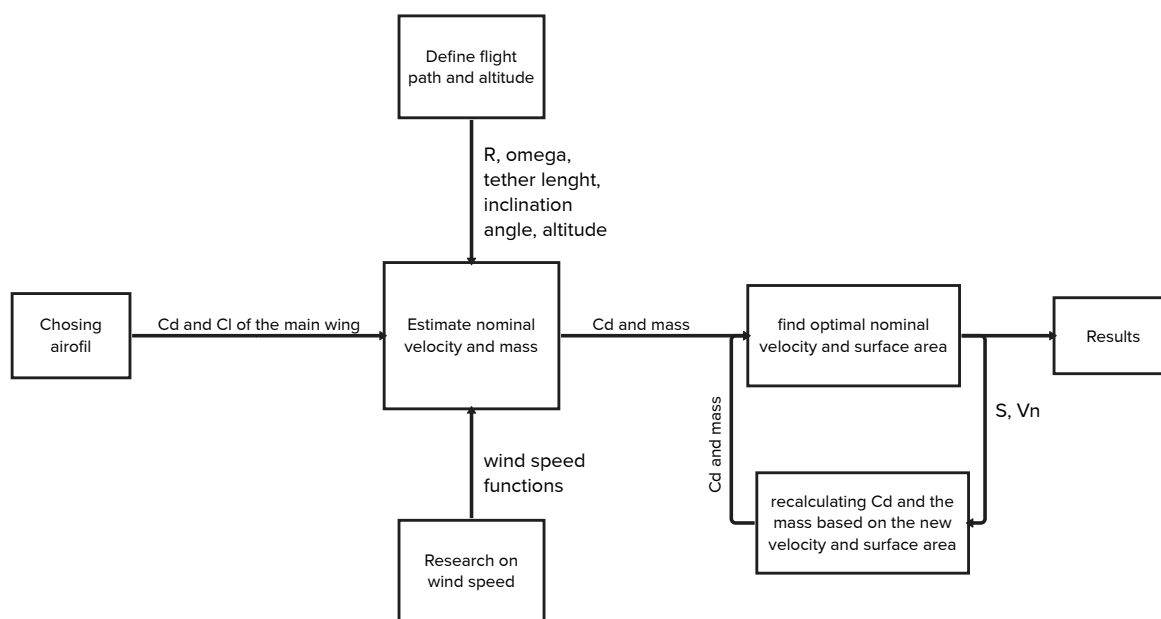 Define flight
path and altitude
R, omega,
tether lenght,
inclination
angle, altitude
Chosing
airofil
Cd and Cl of the main wing
Estimate nominal
velocity and mass
Cd and mass
find optimal nominal
velocity and surface area
Results
S, Vn
Cd and mass
recalculating Cd and the
mass based on the new
velocity and surface area
wind speed
functions
Research on
wind speed